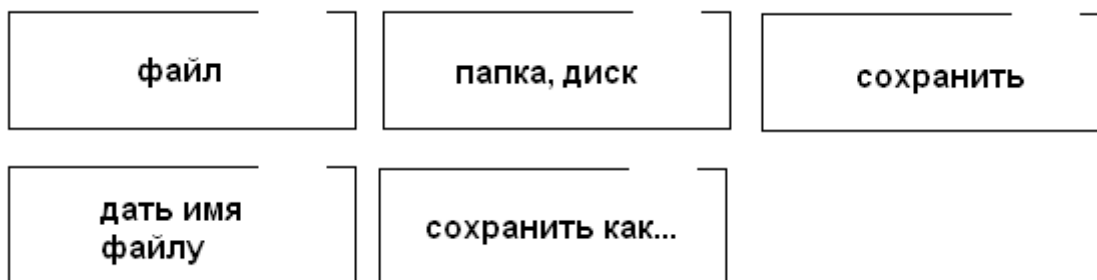 файл
папка, диск
сохранить
дать имя
файлу
сохранить как...